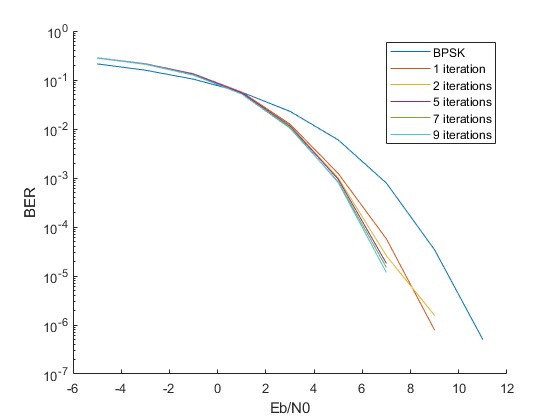 10^0
10^-1
10^-2
10^-3
10^-4
10^-5
10^-6
10^-7
BER
BPSK
1 iteration
2 iterations
5 iterations
7 iterations
9 iterations
-6 -4 -2 0 2 4 6 8 10 12
Eb/N0